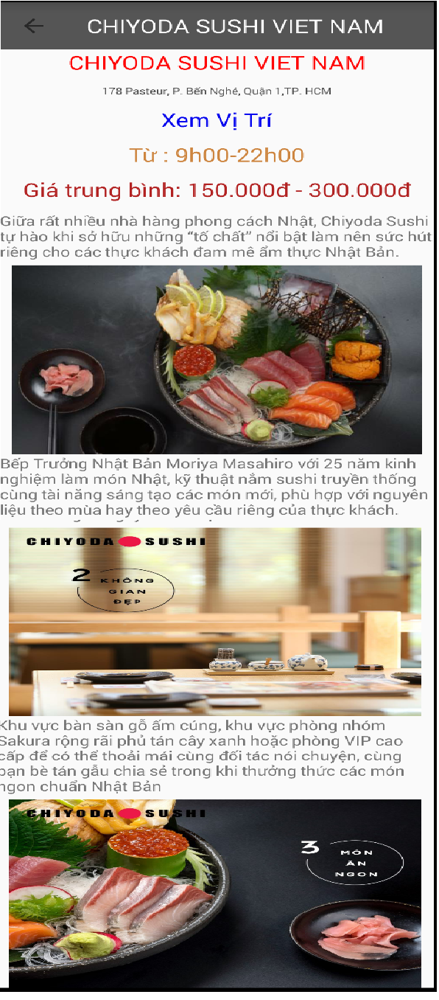 CHIYODA SUSHI VIET NAM
CHIYODA SUSHI VIET NAM
178 Pasteur, P. Bến Nghé, Quận 1,TP. HCM
Xem Vị Trí
Từ : 9h00-22h00
Giá trung bình: 150.000đ - 300.000đ
Giữa rất nhiều nhà hàng phong cách Nhật, Chiyoda Sushi
tự hào khi sở hữu những “tố chất” nổi bật làm nên sức hút
riêng cho các thực khách đam mê ẩm thực Nhật Bản.
Bếp Trưởng Nhật Bản Moriya Masahiro với 25 năm kinh
nghiệm làm món Nhật, kỹ thuật nắm sushi truyền thống
cùng tài năng sáng tạo các món mới, phù hợp với nguyên
liệu theo mùa hay theo yêu cầu riêng của thực khách.
CHIYODA SUSHI
2 KHÔNG
GIAN
ĐẸP
Khu vực bàn sàn gỗ ấm cúng, khu vực phòng nhóm
Sakura rộng rãi phủ tán cây xanh hoặc phòng VIP cao
cấp để có thể thoải mái cùng đối tác nói chuyện, cùng
bạn bè tán gẫu chia sẻ trong khi thưởng thức các món
ngon chuẩn Nhật Bản
CHIYODA SUSHI
3 MÓN
ĂN
NGON